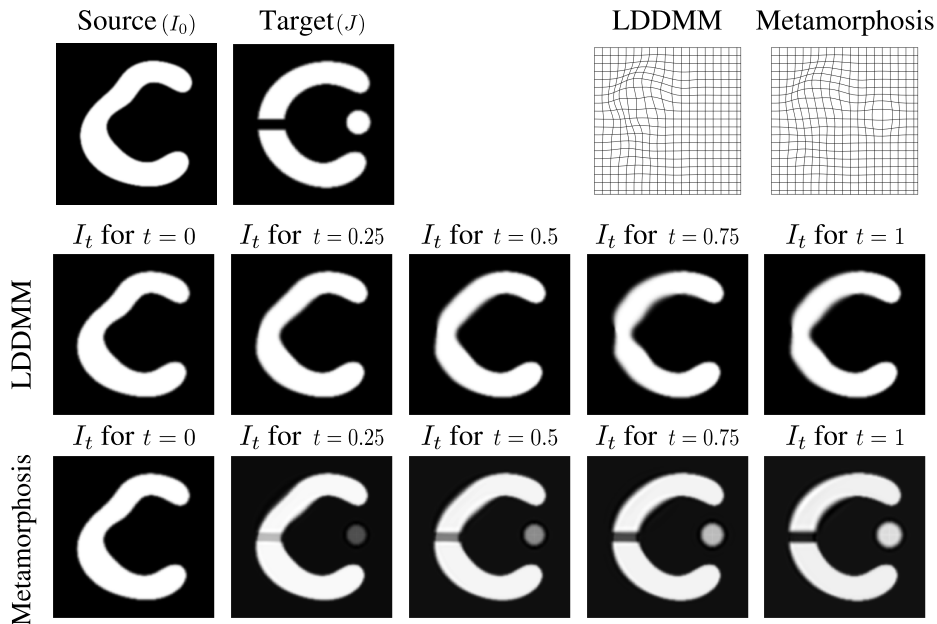 Source (I₀) Target(J) LDDMM Metamorphosis
Iₜ for t = 0 Iₜ for t = 0.25 Iₜ for t = 0.5 Iₜ for t = 0.75 Iₜ for t = 1
LDDMM
Iₜ for t = 0 Iₜ for t = 0.25 Iₜ for t = 0.5 Iₜ for t = 0.75 Iₜ for t = 1
Metamorphosis